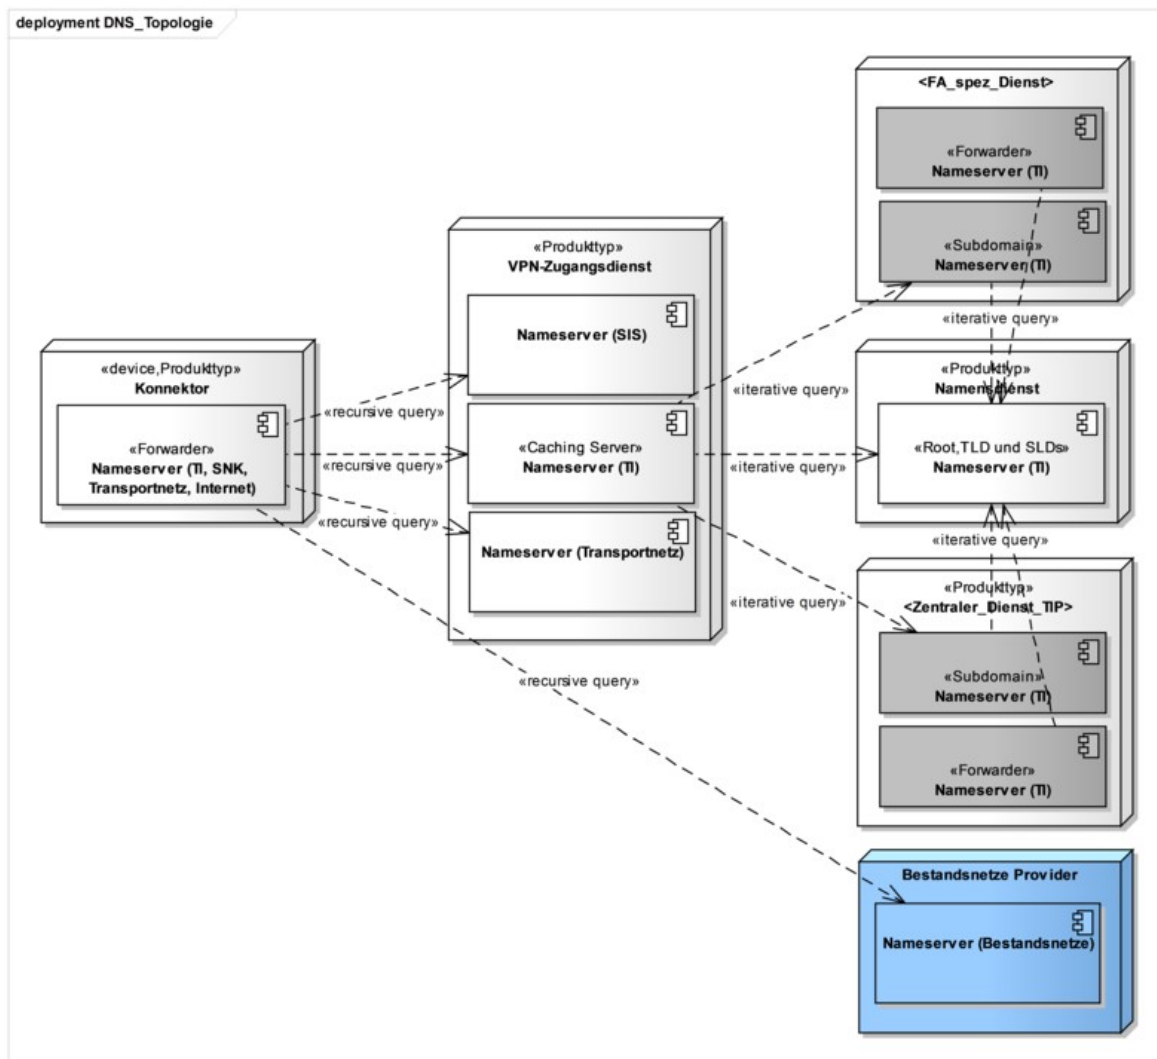 deployment DNS_Topologie
<FA_spez_Dienst>
«Forwarder»
Nameserver (TI)
«Subdomain»
Nameserver (TI)
«iterative query»
«Produkttyp»
VPN-Zugangsdienst
Nameserver (SIS)
«Caching Server»
Nameserver (TI)
Nameserver (Transportnetz)
«device,Produkttyp»
Konnektor
«Forwarder»
Nameserver (TI, SNK,
Transportnetz, Internet)
«recursive query»
«recursive query»
«recursive query»
«recursive query»
«iterative query»
«iterative query»
«iterative query»
«Produkttyp»
Namensdienst
«Root,TLD und SLDs»
Nameserver (TI)
«iterative query»
«Produkttyp»
<Zentraler_Dienst_TIP>
«Subdomain»
Nameserver (TI)
«Forwarder»
Nameserver (TI)
Bestandsnetze Provider
Nameserver (Bestandsnetze)